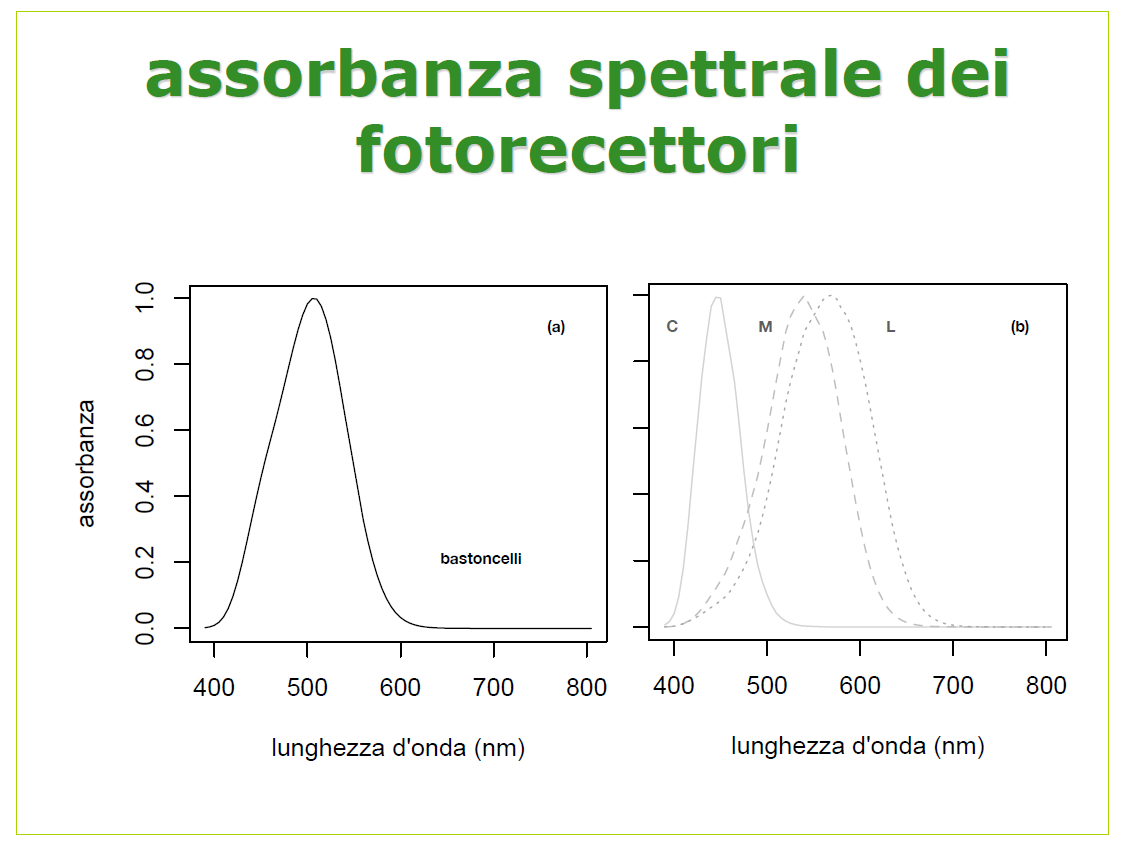 assorbanza spettrale dei
fotorecettori
assorbanza
0.0 0.2 0.4 0.6 0.8 1.0
(a)
bastoncelli
400 500 600 700 800
lunghezza d'onda (nm)
C M L (b)
400 500 600 700 800
lunghezza d'onda (nm)